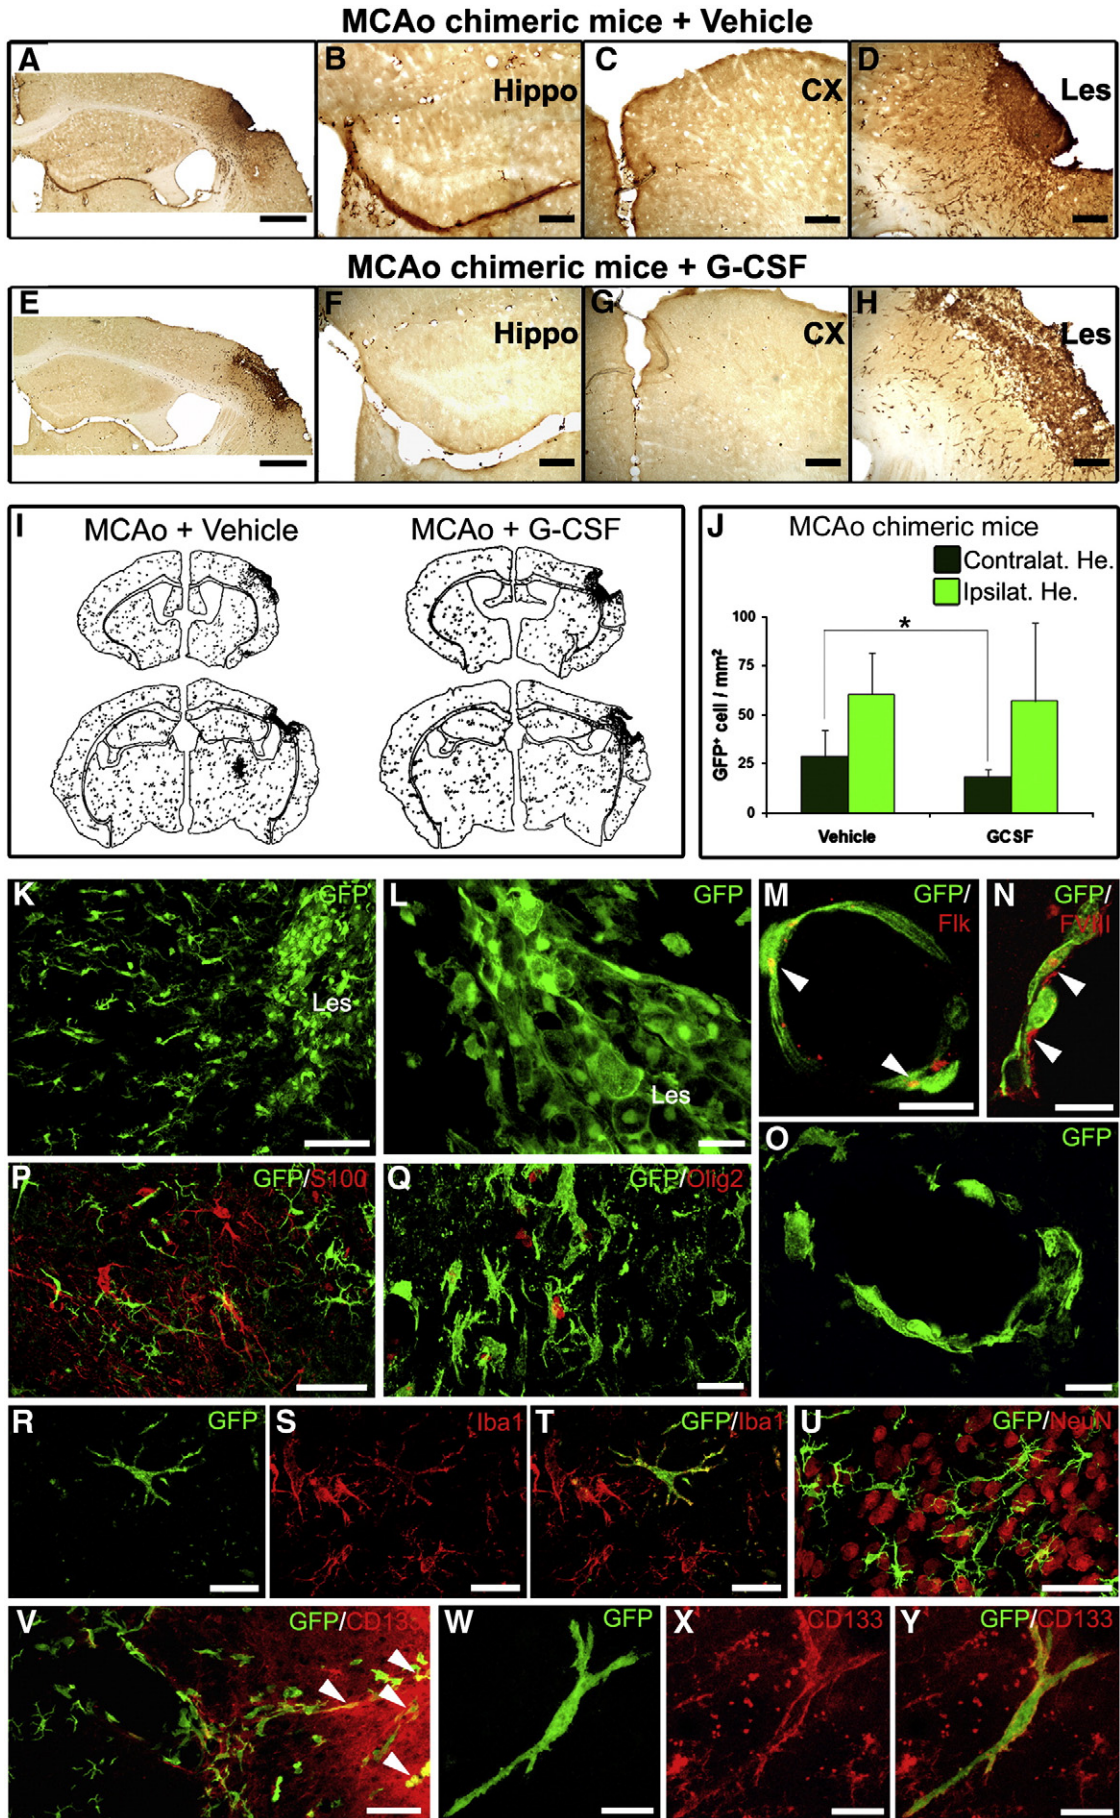 MCAo chimeric mice + Vehicle
A
B
Hippo
C
CX
D
Les
MCAo chimeric mice + G-CSF
E
F
Hippo
G
CX
H
Les
I
MCAo + Vehicle
MCAo + G-CSF
J
MCAo chimeric mice
Contralat. He.
Ipsilat. He.
GFP⁺ cell / mm²
100
75
50
25
0
*
Vehicle
GCSF
K
GFP
Les
L
GFP
Les
M
GFP/
Flk
N
GFP/
FVIII
O
GFP
P
GFP/S100
Q
GFP/Olig2
R
GFP
S
Iba1
T
GFP/Iba1
U
GFP/NeuN
V
GFP/CD133
W
GFP
X
CD133
Y
GFP/CD133